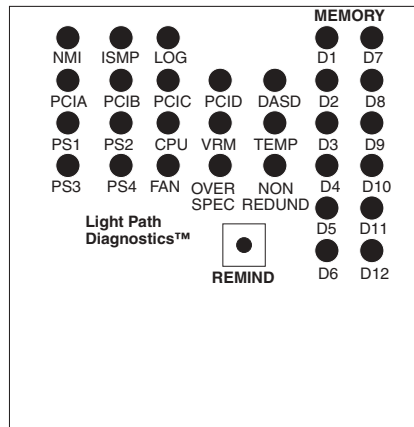 MEMORY
NMI ISMP LOG D1 D7
PCIA PCIB PCIC PCID DASD D2 D8
PS1 PS2 CPU VRM TEMP D3 D9
PS3 PS4 FAN OVER SPEC NON REDUND D4 D10
Light Path
Diagnostics™
D5 D11
REMIND D6 D12